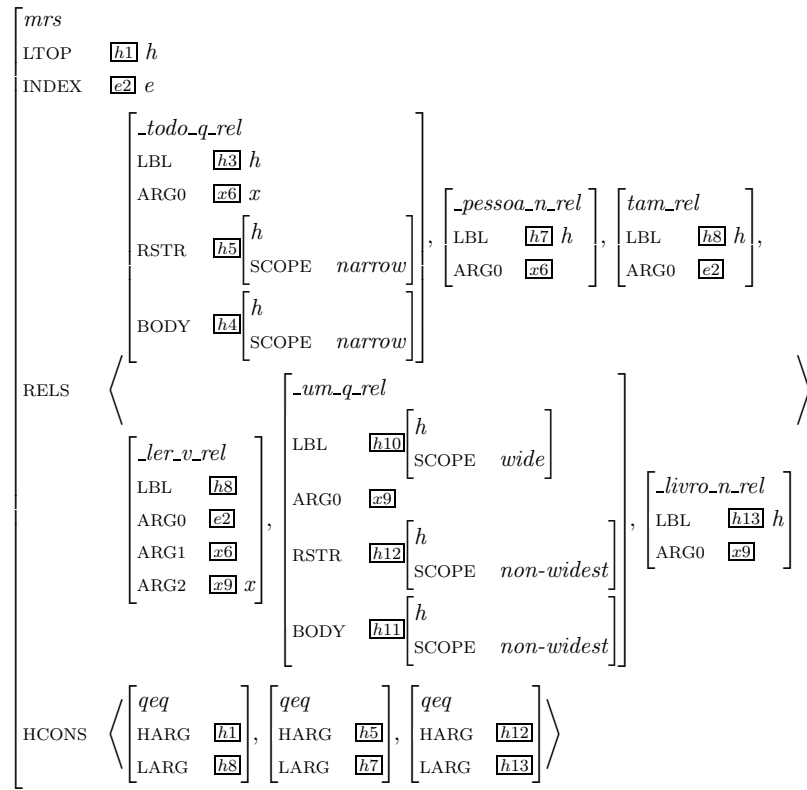 mrs
LTOP h1 h
INDEX e2 e
RELS
_todo_q_rel
LBL h3 h
ARG0 x6 x
RSTR h5 h
SCOPE narrow
BODY h4 h
SCOPE narrow
,
_pessoa_n_rel
LBL h7 h
ARG0 x6
,
tam_rel
LBL h8 h
ARG0 e2
,
_ler_v_rel
LBL h8
ARG0 e2
ARG1 x6
ARG2 x9 x
,
_um_q_rel
LBL h10 h
SCOPE wide
ARG0 x9
RSTR h12 h
SCOPE non-widest
BODY h11 h
SCOPE non-widest
,
_livro_n_rel
LBL h13 h
ARG0 x9
HCONS
qeq
HARG h1
LARG h8
,
qeq
HARG h5
LARG h7
,
qeq
HARG h12
LARG h13